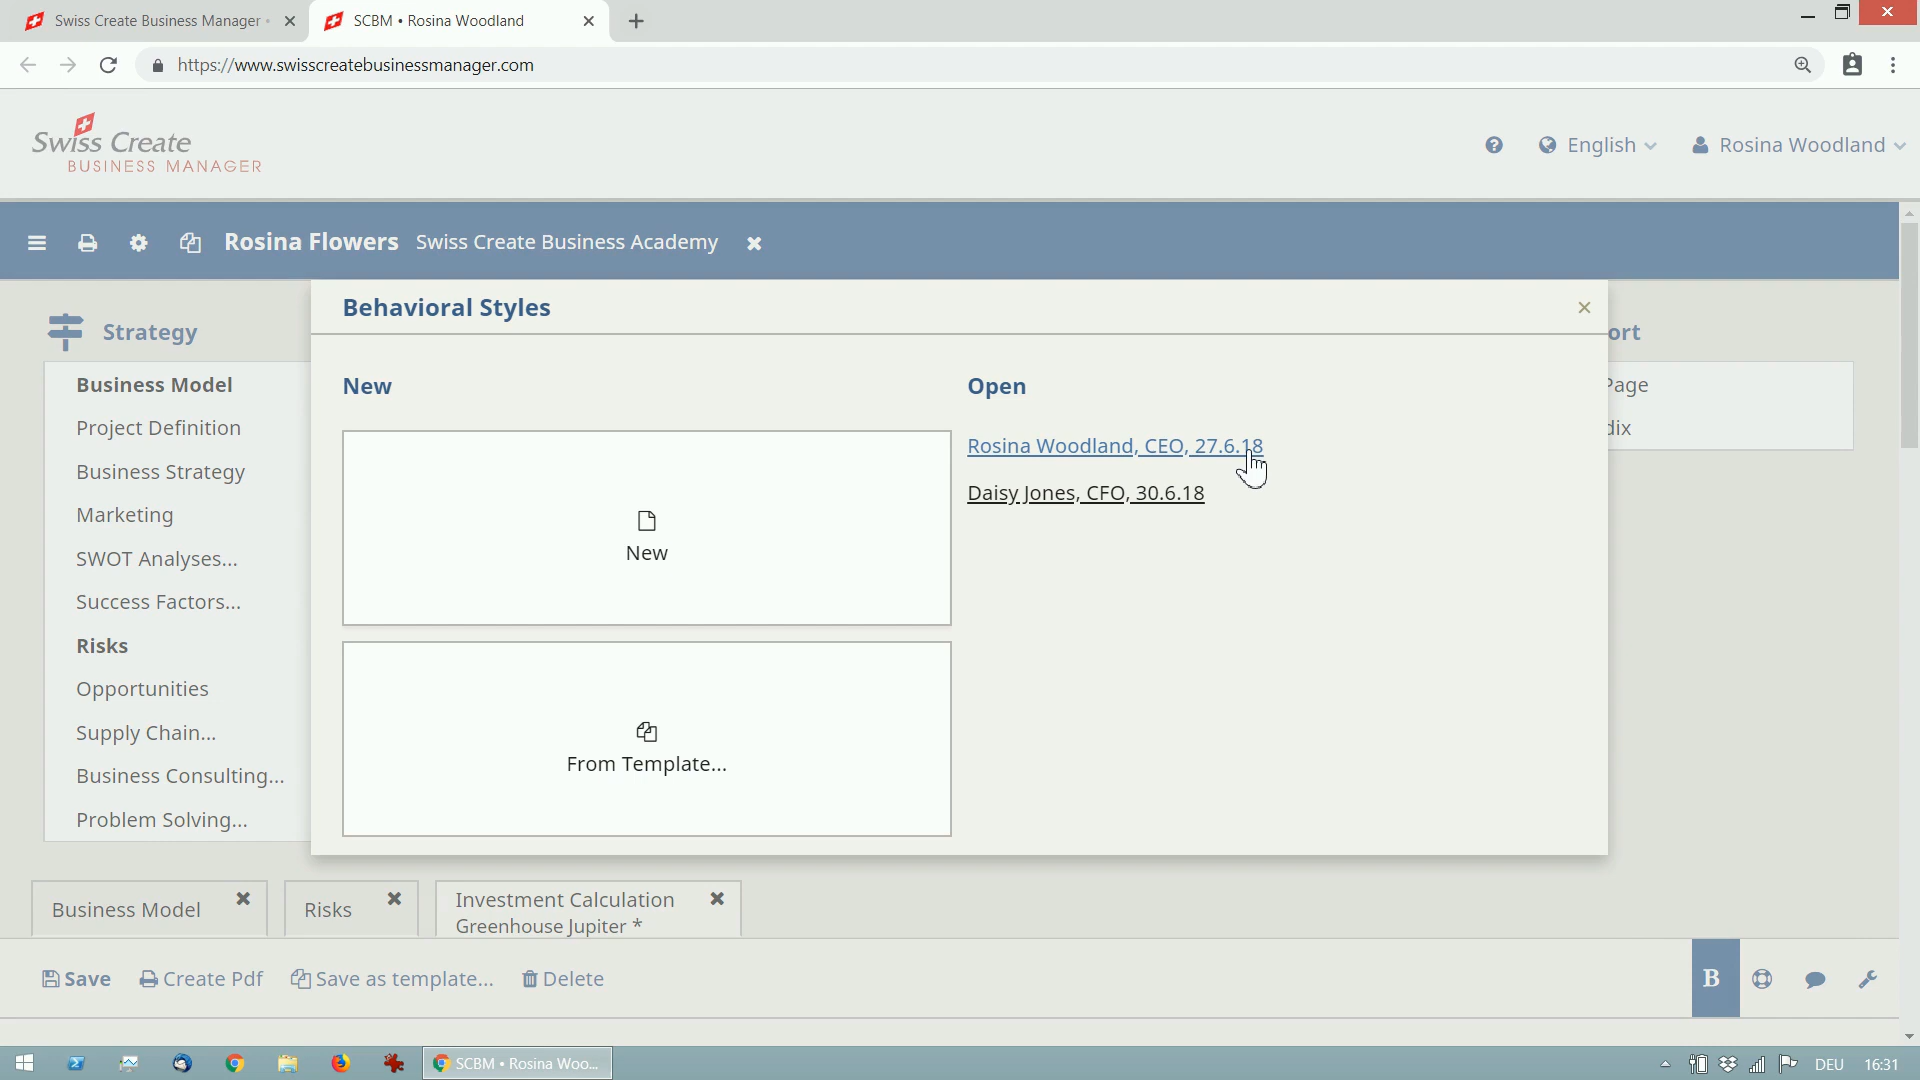 Swiss Create Business Manager •
SCBM • Rosina Woodland
https://www.swisscreatebusinessmanager.com
Swiss Create
BUSINESS MANAGER
English
Rosina Woodland
Rosina Flowers Swiss Create Business Academy
Behavioral Styles
Strategy
ort
New
Open
Business Model
Project Definition
Business Strategy
Marketing
SWOT Analyses...
Success Factors...
Risks
Opportunities
Supply Chain...
Business Consulting...
Problem Solving...
New
From Template...
Rosina Woodland, CEO, 27.6.18
Daisy Jones, CFO, 30.6.18
Page
dix
Business Model
Risks
Investment Calculation
Greenhouse Jupiter *
Save Create Pdf Save as template... Delete
B
SCBM • Rosina Woo...
DEU 16:31